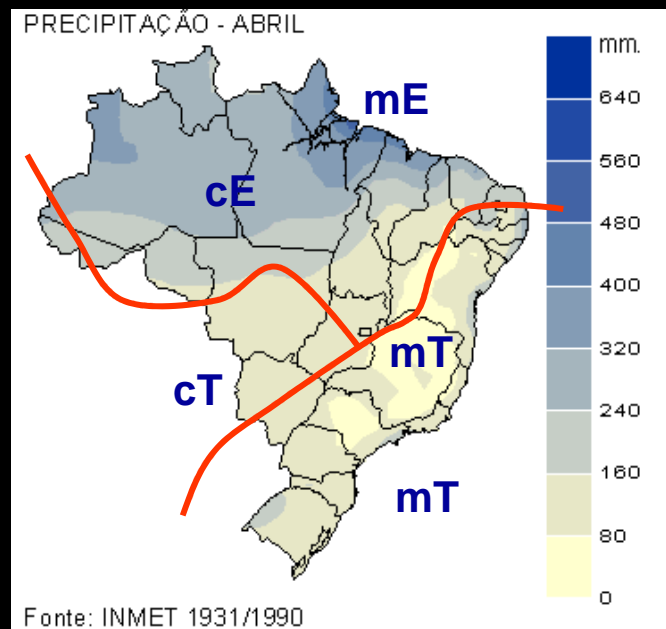 PRECIPITAÇÃO - ABRIL
mm.
mE
640
560
cE
480
400
320
mT
cT
240
160
mT
80
0
Fonte: INMET 1931/1990